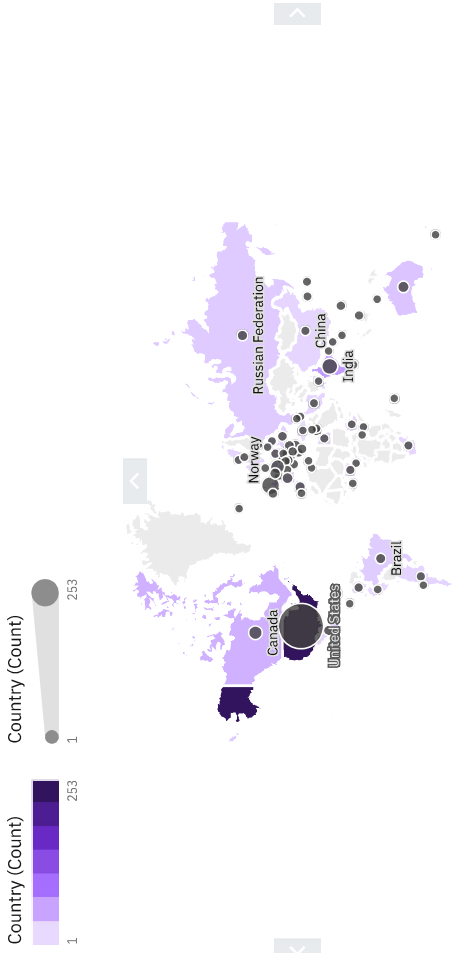 Country (Count)
1
253
Country (Count)
1
253
Russian Federation
China
India
Norway
Canada
United States
Brazil